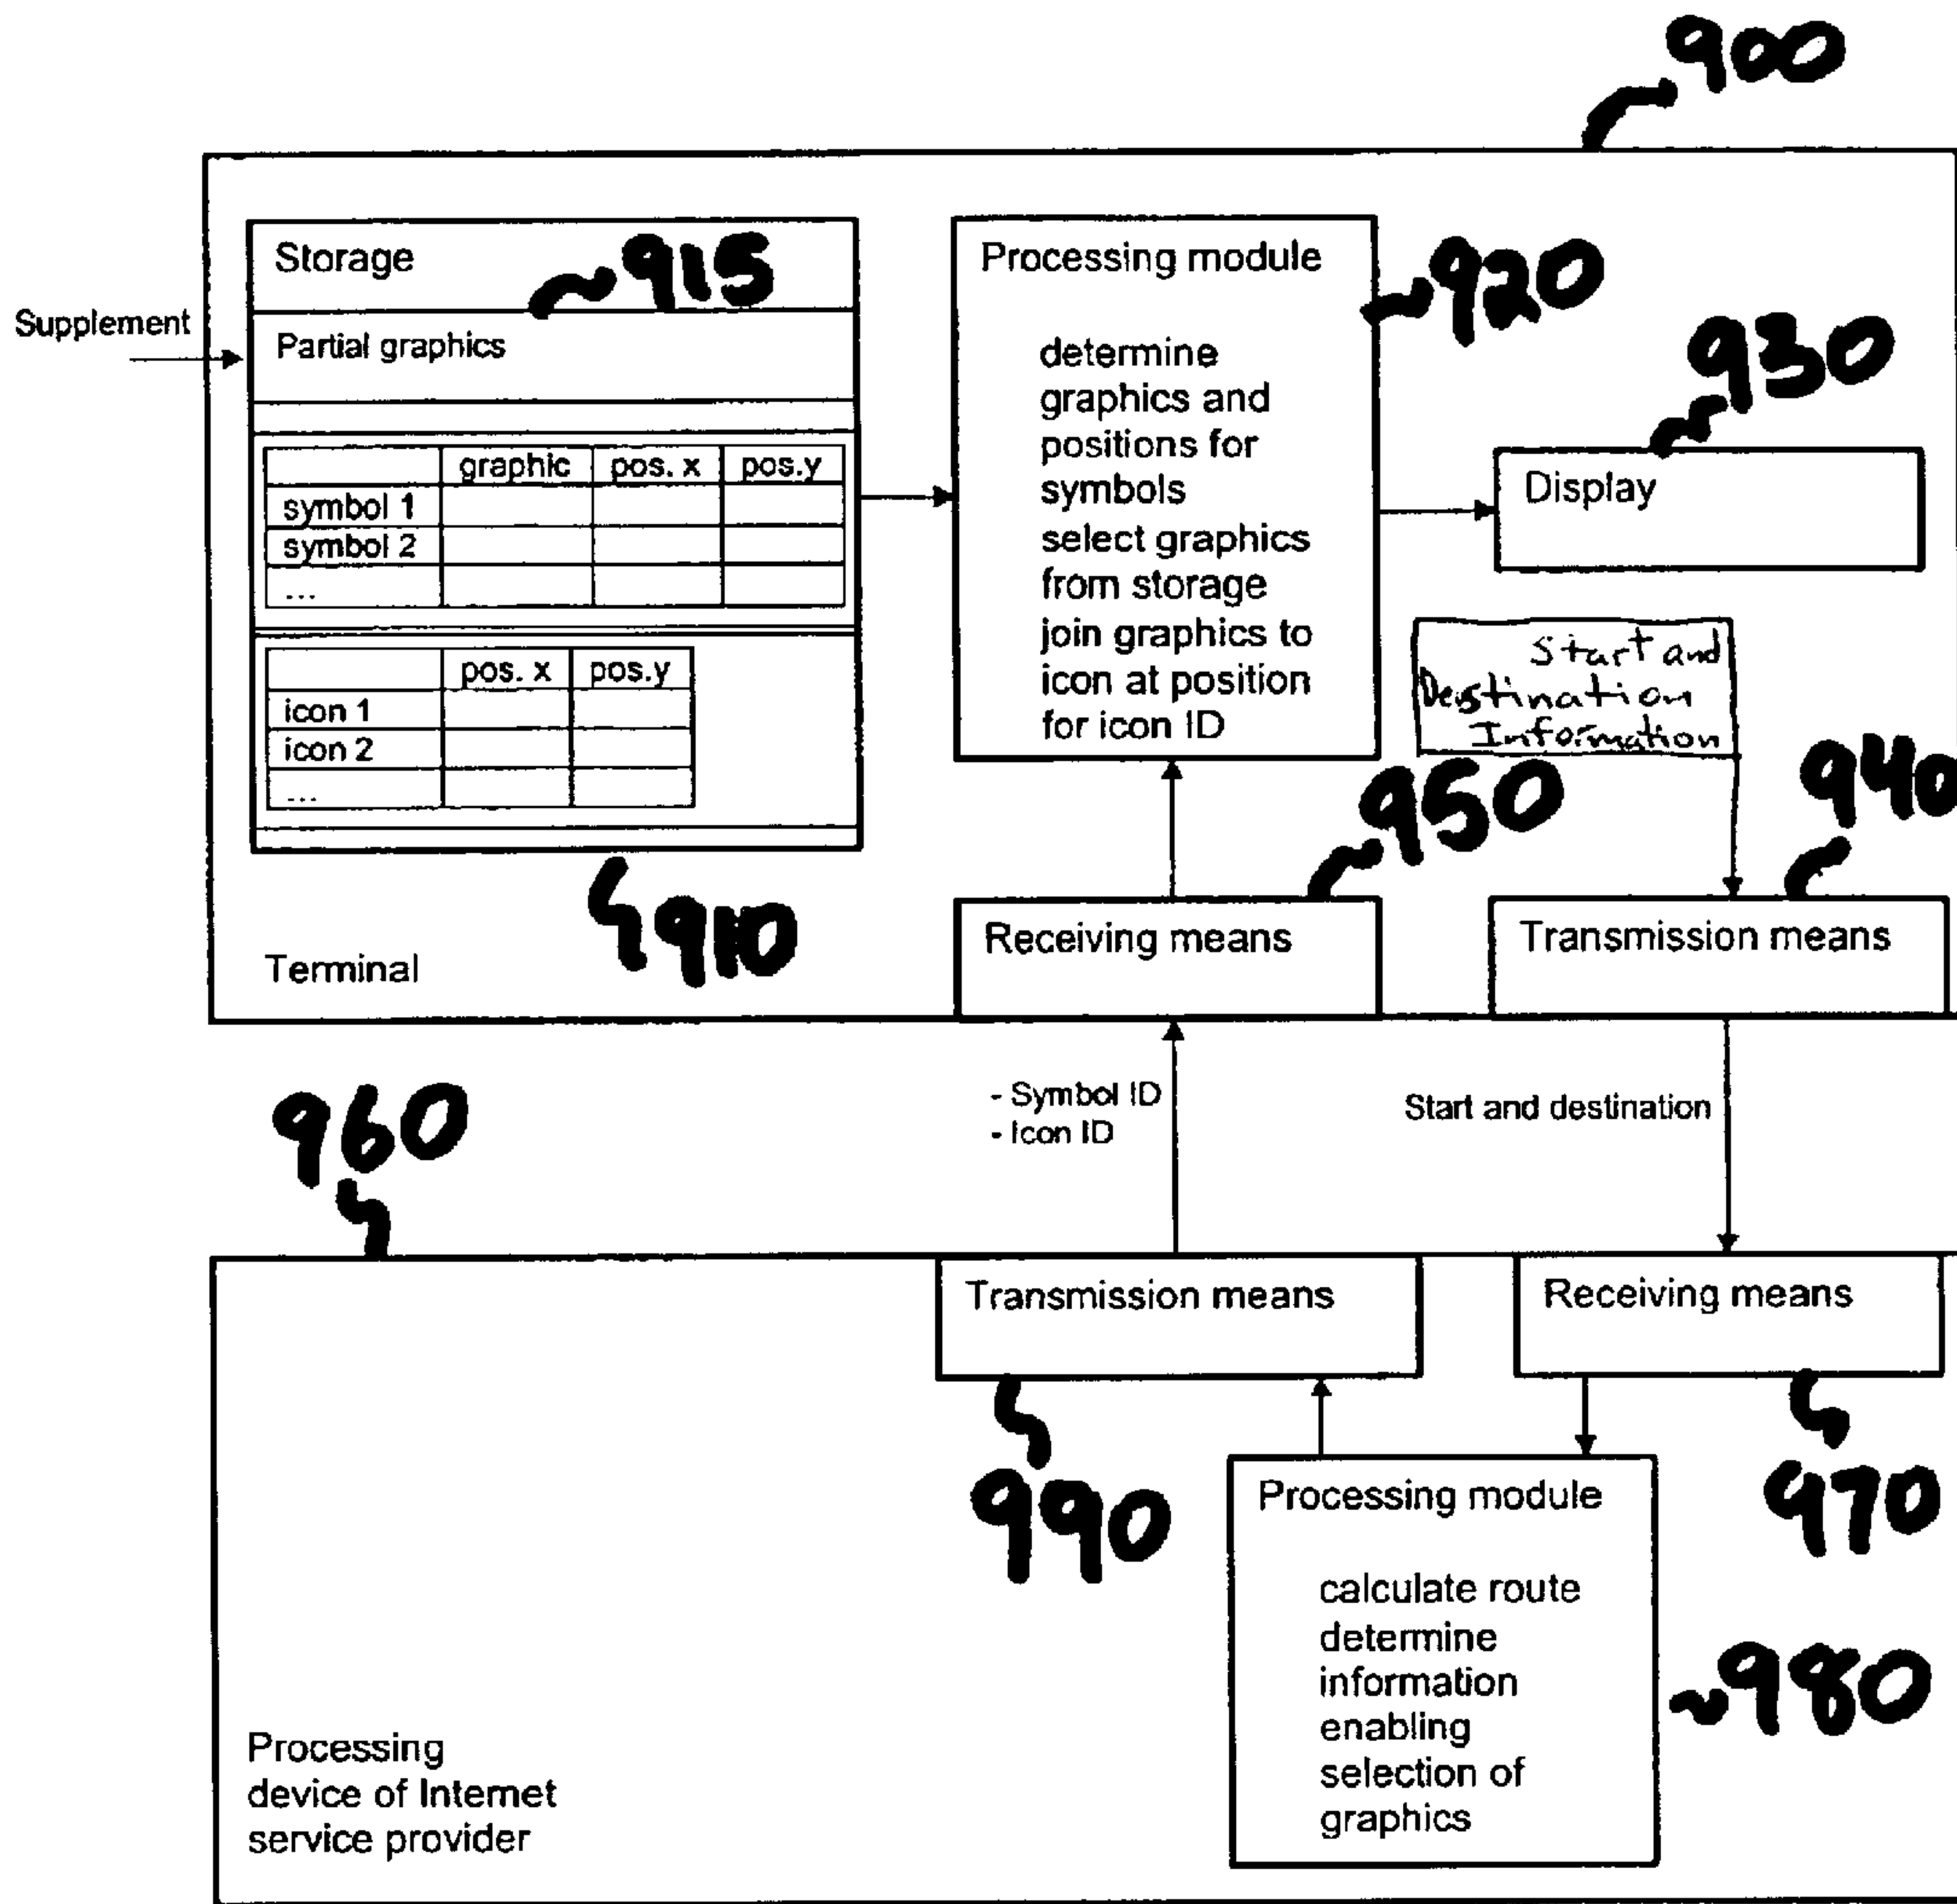 900
Storage
915
Supplement
Partial graphics
graphic pos. x pos.y
symbol 1
symbol 2
...
pos. x pos.y
icon 1
icon 2
...
910
Terminal
Processing module
determine
graphics and
positions for
symbols
select graphics
from storage
join graphics to
icon at position
for icon ID
920
930
Display
Start and
Destination
Information
940
950
Receiving means
Transmission means
- Symbol ID
- Icon ID
Start and destination
960
Transmission means
Receiving means
990
970
Processing module
calculate route
determine
information
enabling
selection of
graphics
980
Processing
device of Internet
service provider